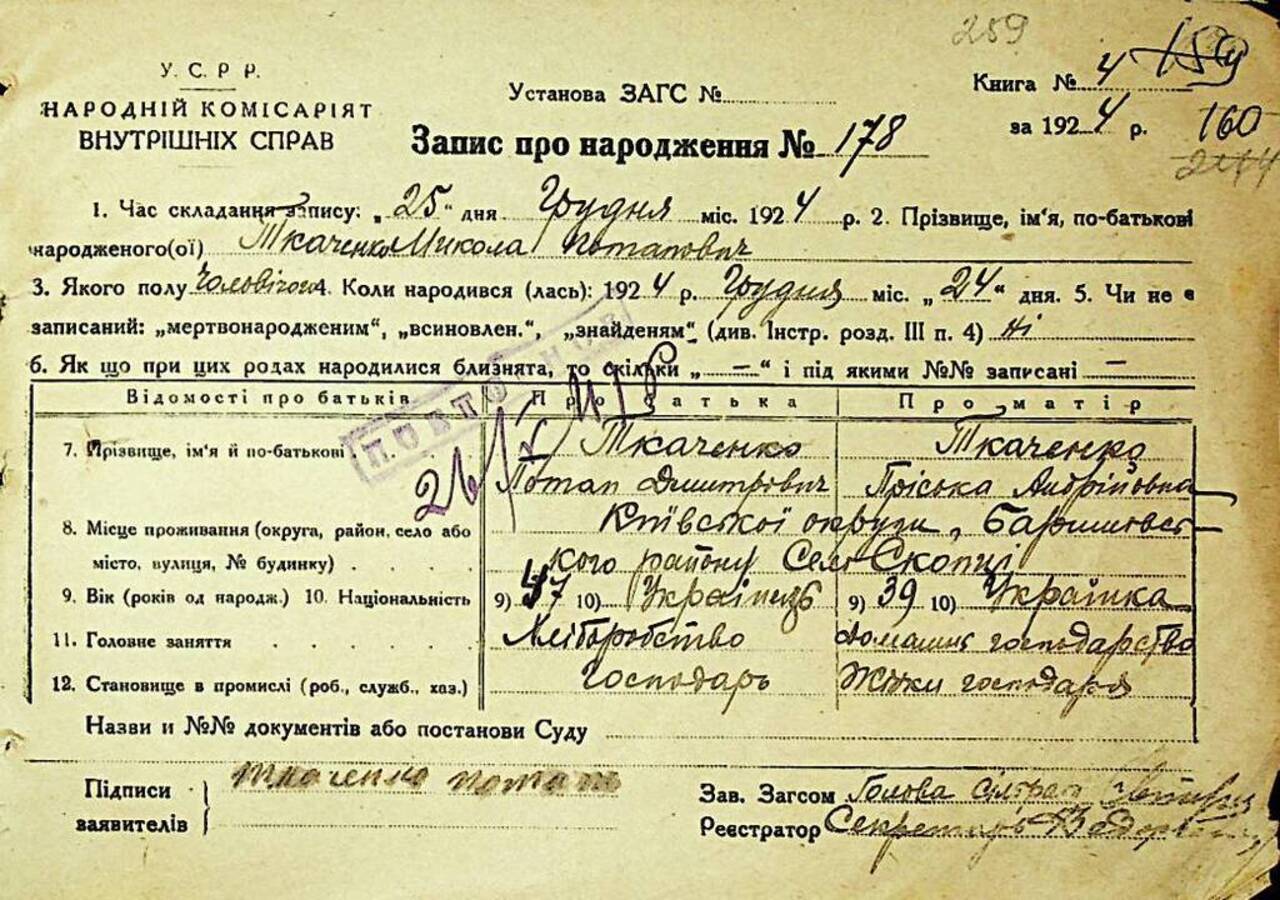 259
У. С. Р. Р.
НАРОДНІЙ КОМІСАРІЯТ
ВНУТРІШНІХ СПРАВ
Установа ЗАГС №
Книга № 4 159
за 1924 р. 160
Запис про народження № 178
1. Час складання запису: „25" дня Грудня міс. 1924 р. 2. Прізвище, ім'я, по-батькові
народженого(ої) Ткаченко Микола Потапович
3. Якого полу Чоловічого 4. Коли народився (лась): 1924 р. Грудня міс. „24" дня. 5. Чи не є
записаний: „мертвонародженим", „всиновлен.", „знайденям" (див. Інстр. розд. III п. 4) ні
6. Як що при цих родах народилися близнята, то скільки „—" і під якими №№ записані —
Відомості про батьків Про батька Про матір
ПОВТОРНОВ
7. Прізвище, ім'я й по-батькові Ткаченко Ткаченко
Потап Дмитрович Пріська Андрійовна
8. Місце проживання (округа, район, село або Київської округи, Баришовсь-
місто, вулиця, № будинку) кого району Село Скопці
9. Вік (років од народж.) 10. Національність 9) 47 10) Українець 9) 39 10) Українка
11. Головне заняття Хліборобство домашнє господарство
12. Становище в промислі (роб., служб., хаз.) Господарь Жінки господаря
Назви и №№ документів або постанови Суду
Підписи заявителів Ткаченко Потап
Зав. Загсом Голова сільради
Реєстратор Секретарь